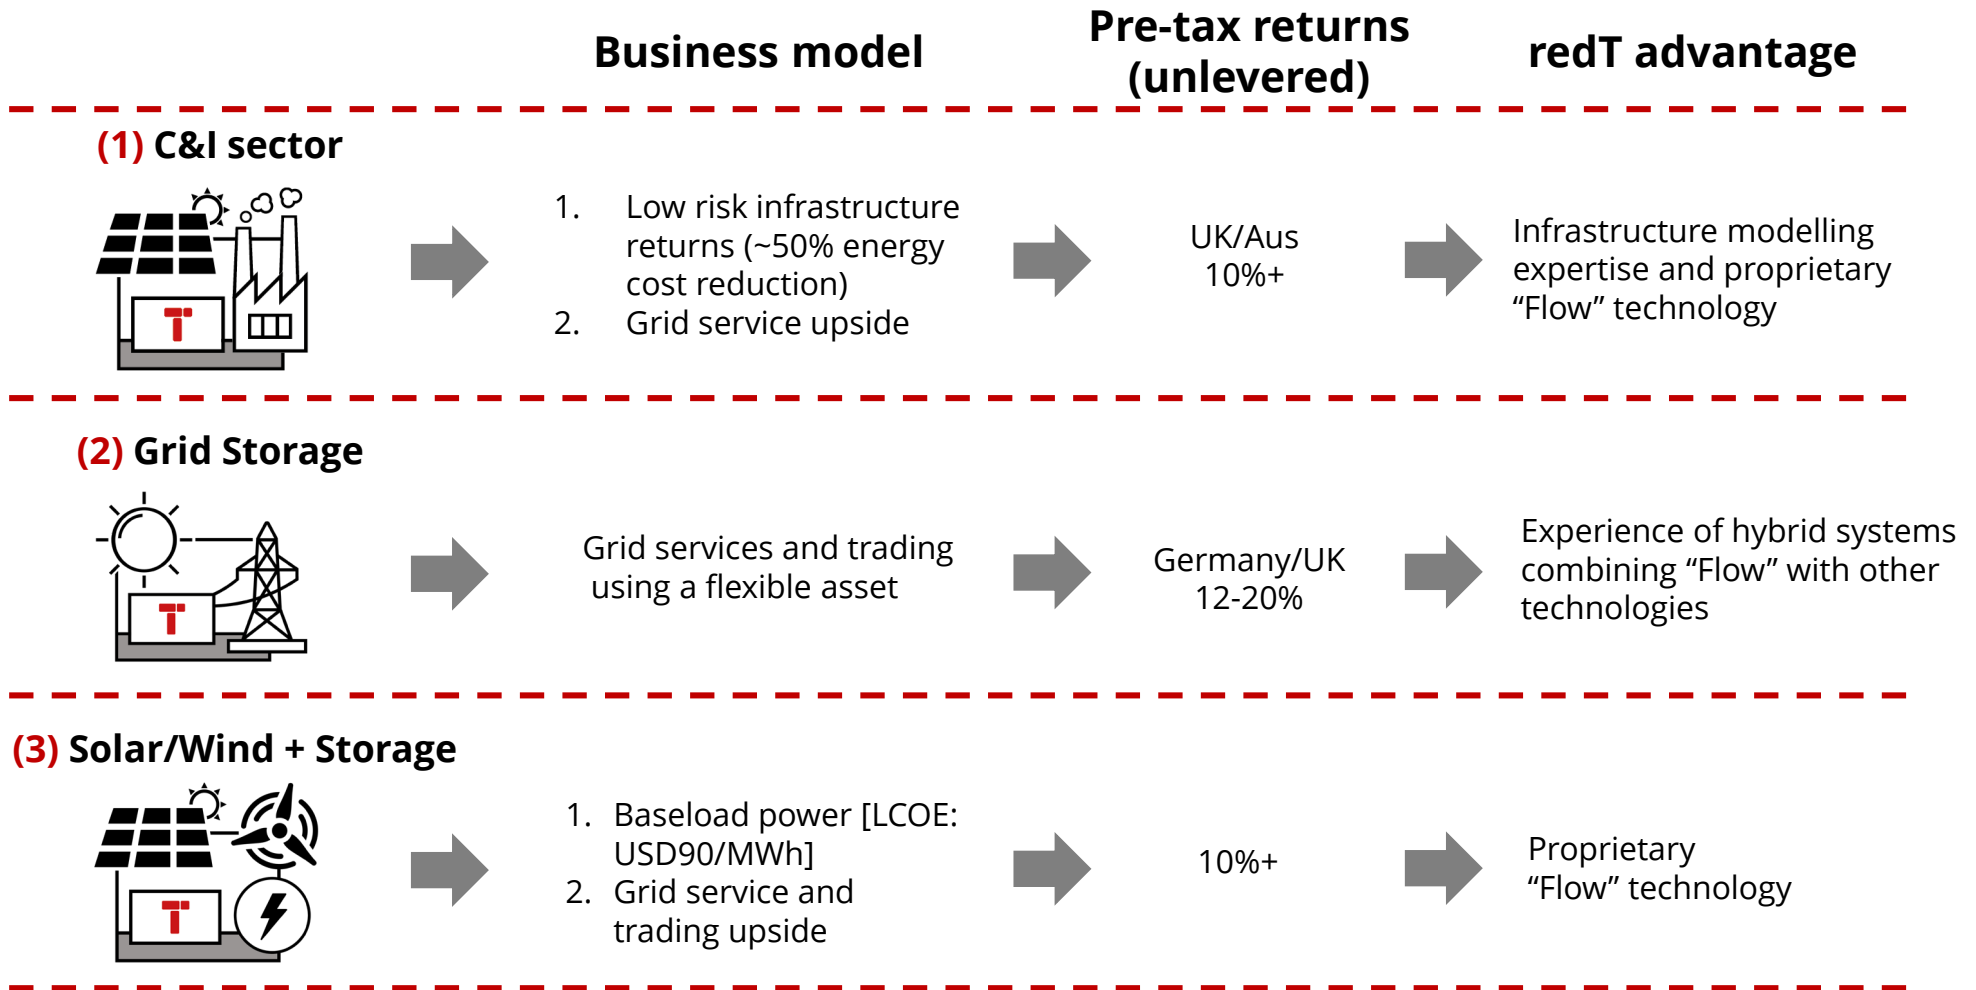 Business model
Pre-tax returns
(unlevered)
redT advantage
(1) C&I sector
1. Low risk infrastructure
returns (~50% energy
cost reduction)
2. Grid service upside
UK/Aus
10%+
Infrastructure modelling
expertise and proprietary
“Flow” technology
(2) Grid Storage
Grid services and trading
using a flexible asset
Germany/UK
12-20%
Experience of hybrid systems
combining “Flow” with other
technologies
(3) Solar/Wind + Storage
1. Baseload power [LCOE:
USD90/MWh]
2. Grid service and
trading upside
10%+
Proprietary
“Flow” technology